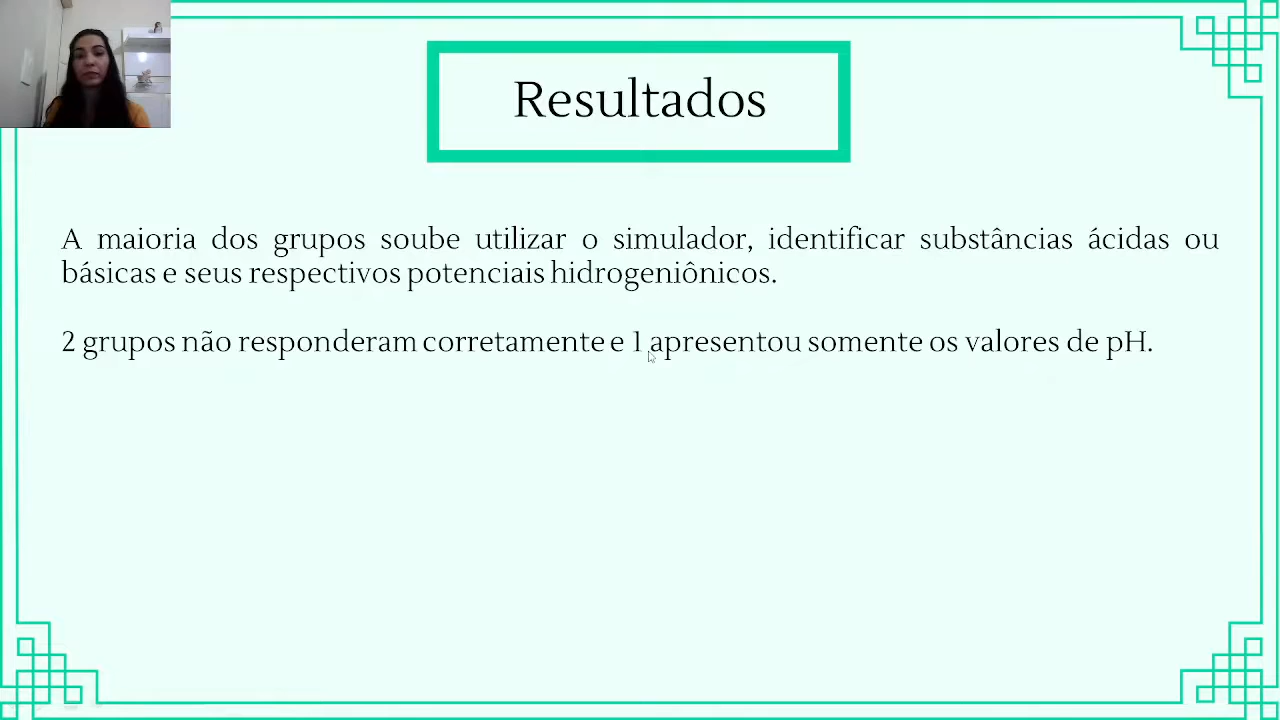 Resultados
A maioria dos grupos soube utilizar o simulador, identificar substâncias ácidas ou
básicas e seus respectivos potenciais hidrogeniônicos.
2 grupos não responderam corretamente e 1 apresentou somente os valores de pH.